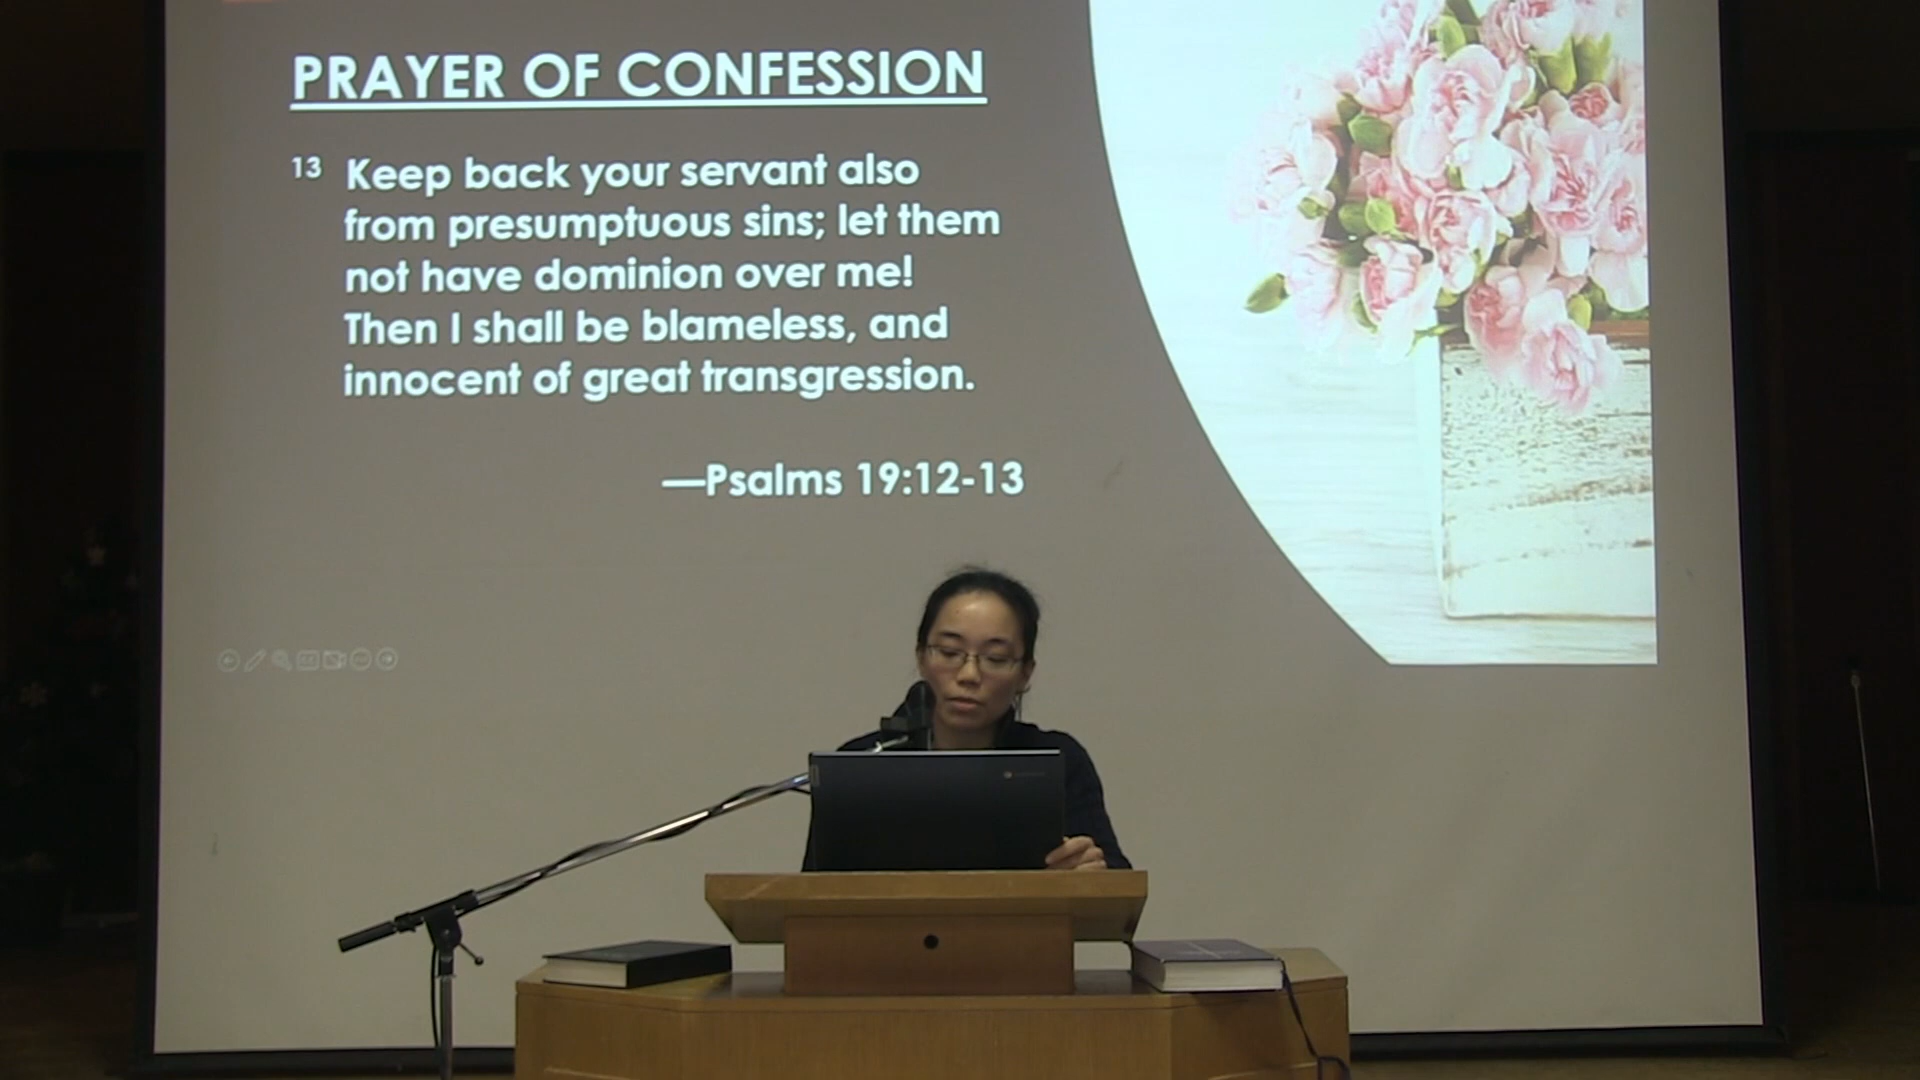 PRAYER OF CONFESSION
13 Keep back your servant also
from presumptuous sins; let them
not have dominion over me!
Then I shall be blameless, and
innocent of great transgression.
—Psalms 19:12-13